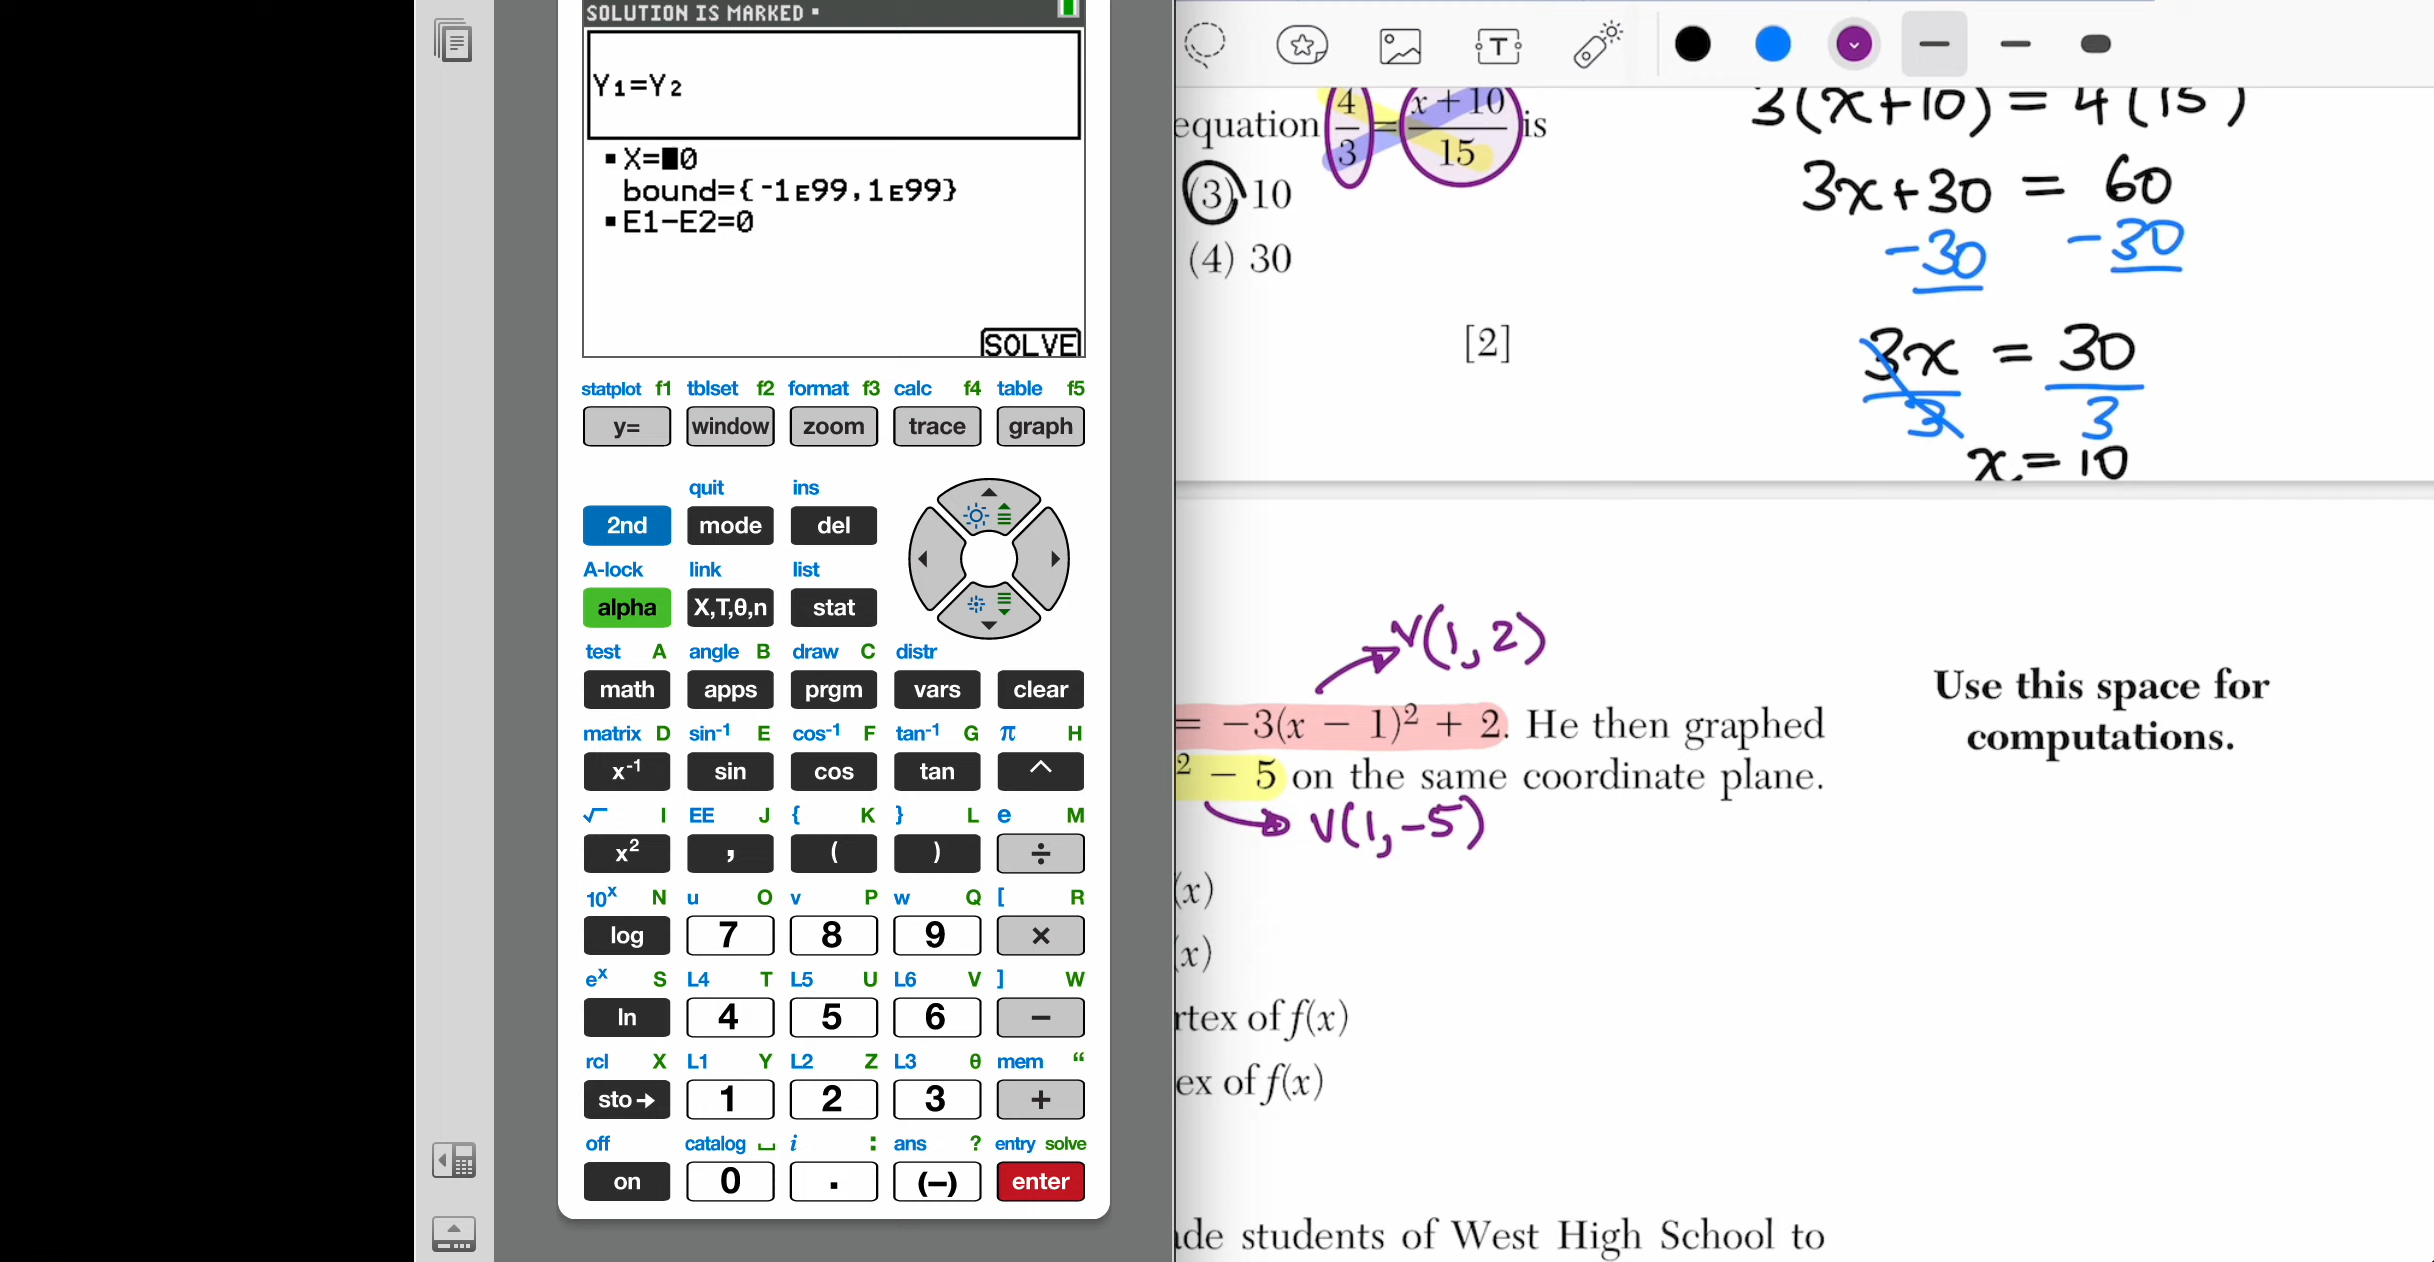 SOLUTION IS MARKED ▪
Y1=Y2
▪ X=█0
bound={-1E99,1E99}
▪ E1-E2=0
SOLVE
statplot f1 tblset f2 format f3 calc f4 table f5
y= window zoom trace graph
quit ins
2nd mode del
A-lock link list
alpha X,T,θ,n stat
test A angle B draw C distr
math apps prgm vars clear
matrix D sin-1 E cos-1 F tan-1 G π H
x-1 sin cos tan ^
√ I EE J { K } L e M
x² , ( ) ÷
10x N u O v P w Q [ R
log 7 8 9 ×
ex S L4 T L5 U L6 V ] W
ln 4 5 6 −
rcl X L1 Y L2 Z L3 θ mem “
sto→ 1 2 3 +
off catalog ⎵ i : ans ? entry solve
on 0 . (−) enter
T
equation 4/3 = x + 10/15 is
(3) 10
(4) 30
[2]
3(x+10) = 4(15)
3x+30 = 60
-30 -30
3x = 30
3 3
x = 10
V(1, 2)
= −3(x − 1)² + 2. He then graphed
² − 5 on the same coordinate plane.
V(1, -5)
(x)
(x)
rtex of f(x)
ex of f(x)
Use this space for
computations.
de students of West High School to